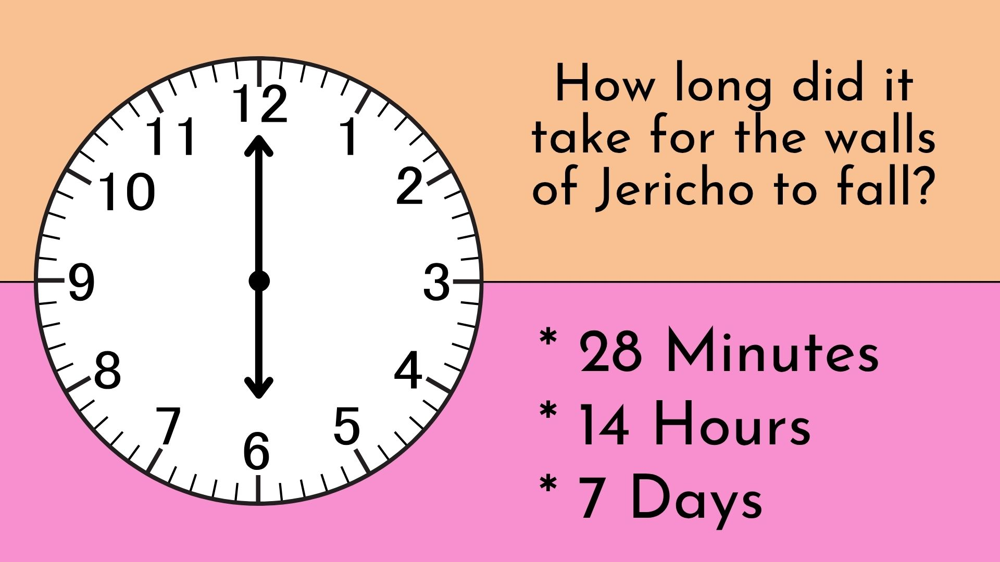 12
11
1
10
2
9
3
8
4
7
5
6
How long did it
take for the walls
of Jericho to fall?
* 28 Minutes
* 14 Hours
* 7 Days